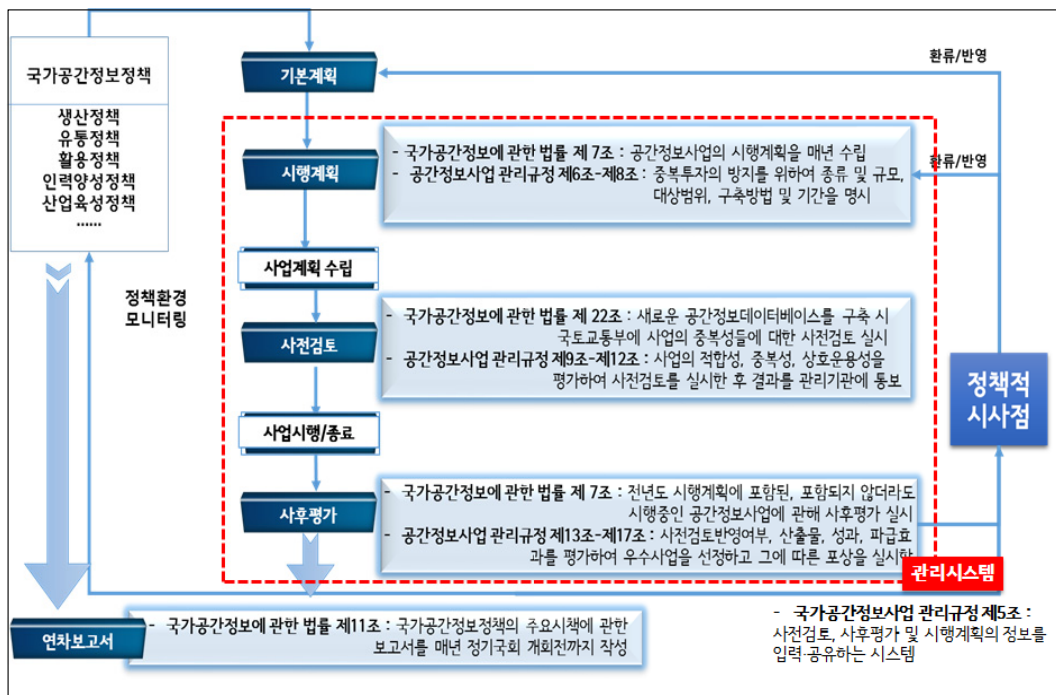 국가공간정보정책
생산정책
유통정책
활용정책
인력양성정책
산업육성정책
......
기본계획
환류/반영
시행계획
- 국가공간정보에 관한 법률 제 7조 : 공간정보사업의 시행계획을 매년 수립
- 공간정보사업 관리규정 제6조-제8조 : 중복투자의 방지를 위하여 종류 및 규모,
대상범위, 구축방법 및 기간을 명시
환류/반영
사업계획 수립
정책환경
모니터링
사전검토
- 국가공간정보에 관한 법률 제 22조 : 새로운 공간정보데이터베이스를 구축 시
국토교통부에 사업의 중복성들에 대한 사전검토 실시
- 공간정보사업 관리규정 제9조-제12조 : 사업의 적합성, 중복성, 상호운용성을
평가하여 사전검토를 실시한 후 결과를 관리기관에 통보
정책적
시사점
사업시행/종료
사후평가
- 국가공간정보에 관한 법률 제 7조 : 전년도 시행계획에 포함된, 포함되지 않더라도
시행중인 공간정보사업에 관해 사후평가 실시
- 공간정보사업 관리규정 제13조-제17조 : 사전검토반영여부, 산출물, 성과, 파급효
과를 평가하여 우수사업을 선정하고 그에 따른 포상을 실시함
관리시스템
- 국가공간정보사업 관리규정 제5조 :
사전검토, 사후평가 및 시행계획의 정보를
입력·공유하는 시스템
연차보고서
- 국가공간정보에 관한 법률 제11조 : 국가공간정보정책의 주요시책에 관한
보고서를 매년 정기국회 개회전까지 작성